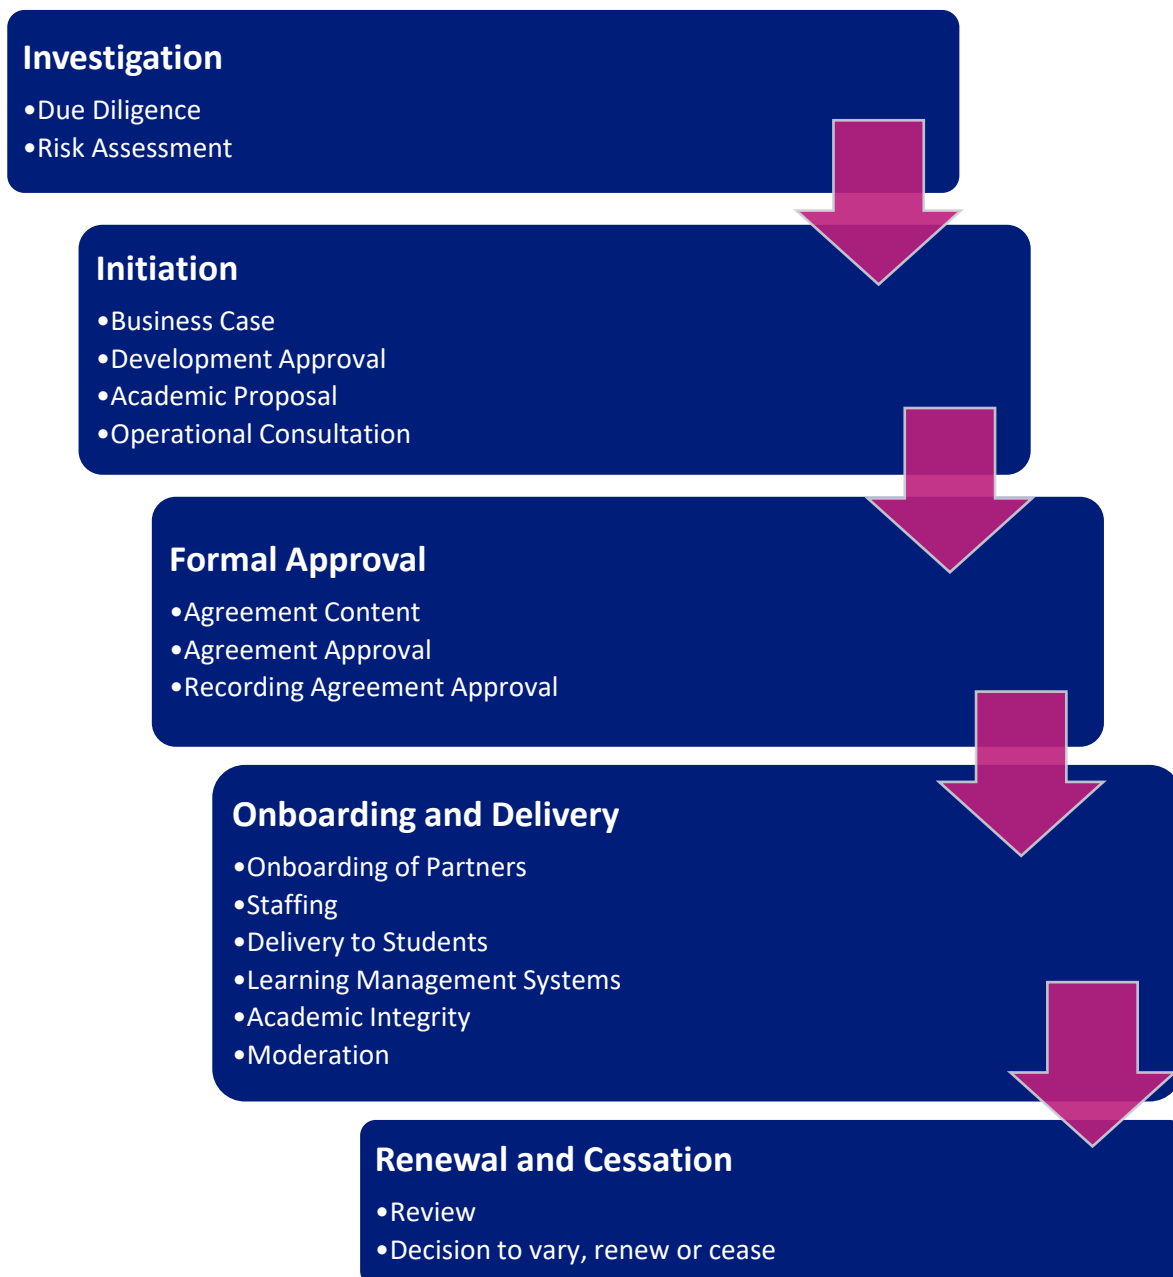 Investigation
•Due Diligence
•Risk Assessment
Initiation
•Business Case
•Development Approval
•Academic Proposal
•Operational Consultation
Formal Approval
•Agreement Content
•Agreement Approval
•Recording Agreement Approval
Onboarding and Delivery
•Onboarding of Partners
•Staffing
•Delivery to Students
•Learning Management Systems
•Academic Integrity
•Moderation
Renewal and Cessation
•Review
•Decision to vary, renew or cease